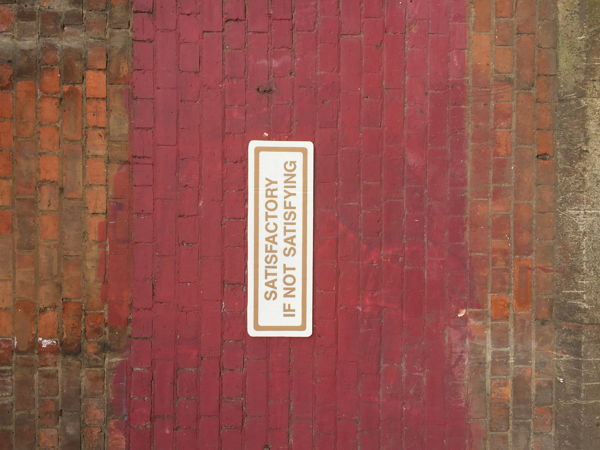 SATISFACTORY
IF NOT SATISFYING